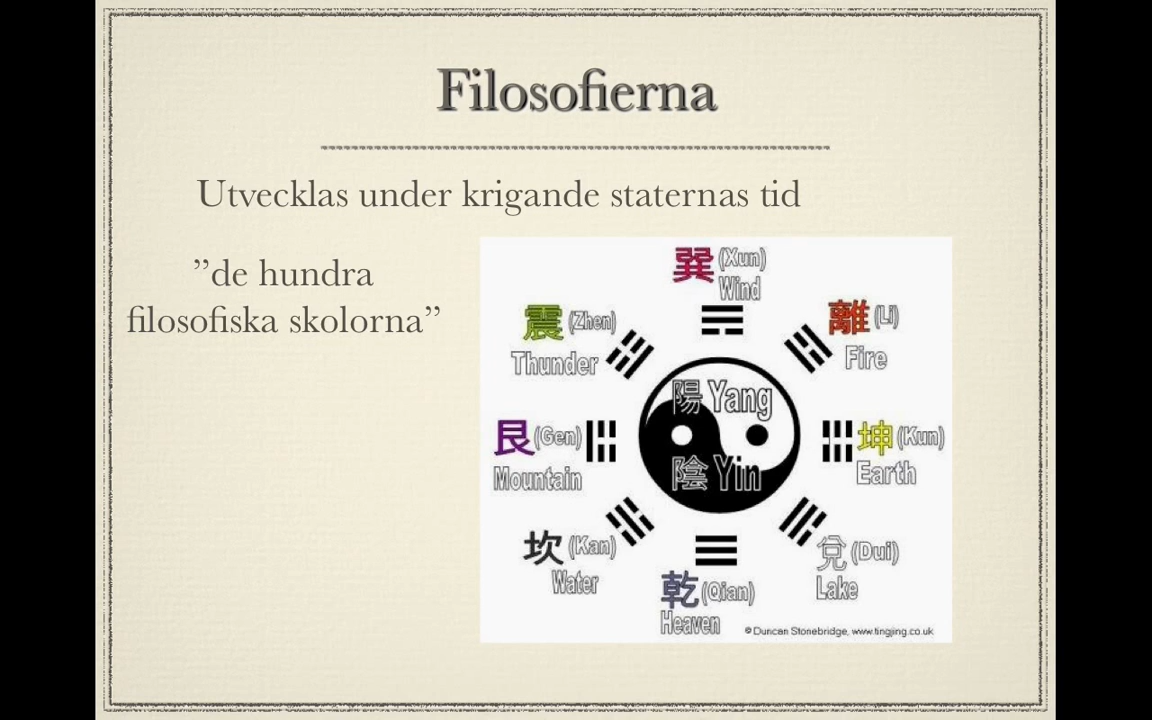 Filosofierna
Utvecklas under krigande staternas tid
”de hundra
filosofiska skolorna”
巽 (Xun)
Wind
震 (Zhen)
Thunder
離 (Li)
Fire
陽 Yang
陰 Yin
艮 (Gen)
Mountain
坤 (Kun)
Earth
坎 (Kan)
Water
兌 (Dui)
Lake
乾 (Qian)
Heaven
© Duncan Stonebridge, www.tingjing.co.uk